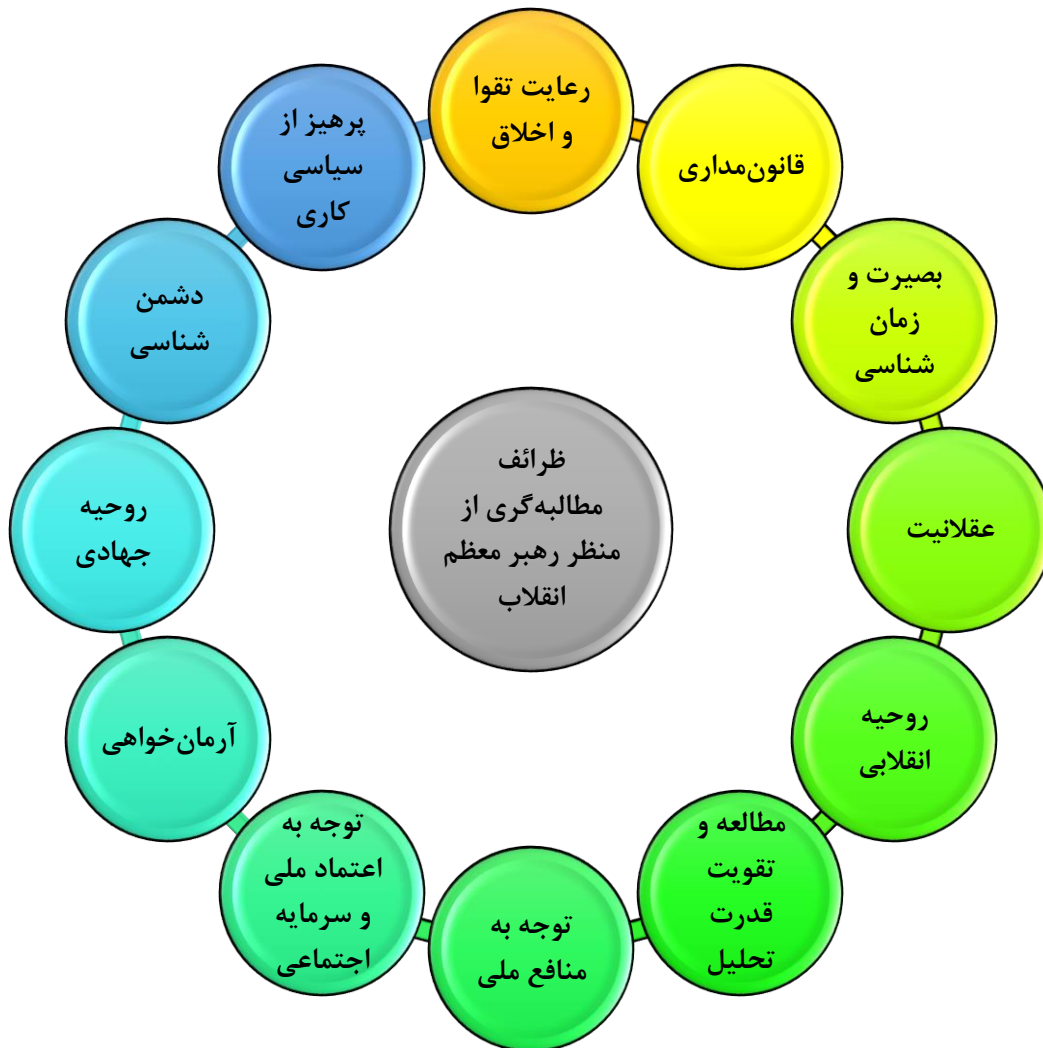 رعایت تقوا
و اخلاق
قانون‌مداری
بصیرت و
زمان
شناسی
عقلانیت
روحیه
انقلابی
مطالعه و
تقویت
قدرت
تحلیل
توجه به
منافع ملی
توجه به
اعتماد ملی
و سرمایه
اجتماعی
آرمان‌خواهی
روحیه
جهادی
دشمن
شناسی
پرهیز از
سیاسی
کاری
ظرائف
مطالبه‌گری از
منظر رهبر معظم
انقلاب